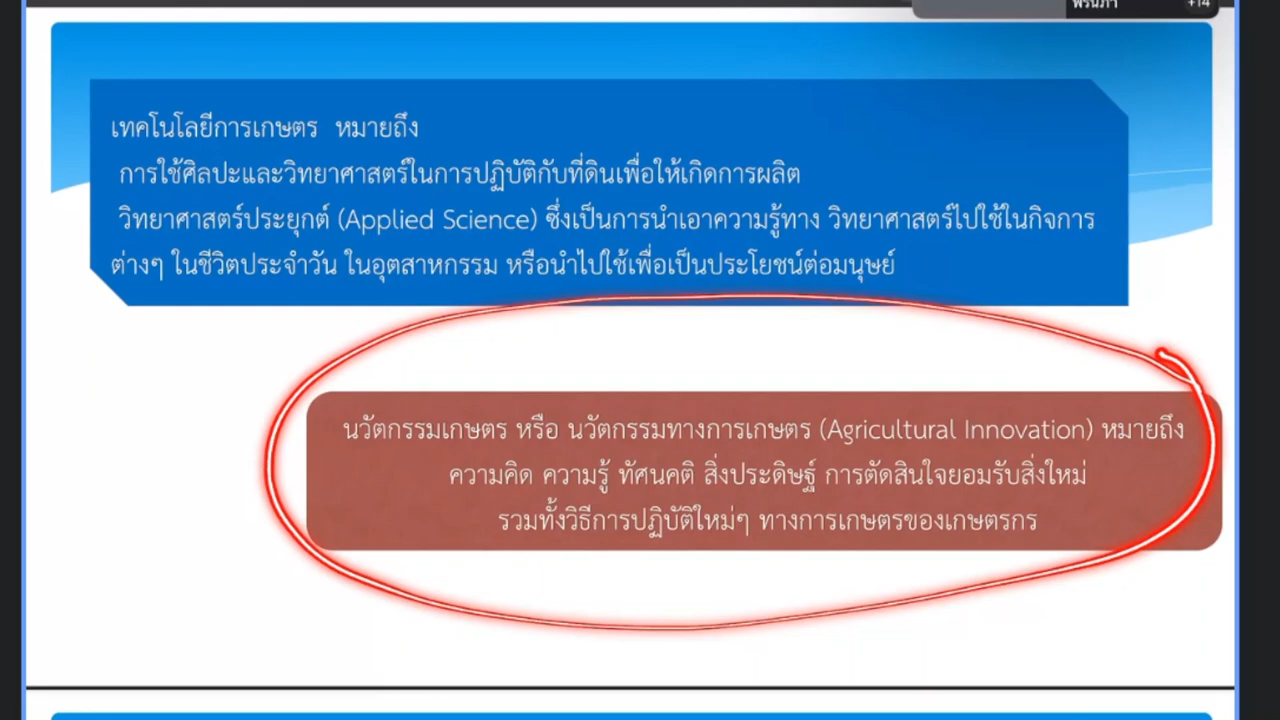 +14
เทคโนโลยีการเกษตร หมายถึง
การใช้ศิลปะและวิทยาศาสตร์ในการปฏิบัติกับที่ดินเพื่อให้เกิดการผลิต
วิทยาศาสตร์ประยุกต์ (Applied Science) ซึ่งเป็นการนำเอาความรู้ทาง วิทยาศาสตร์ไปใช้ในกิจการ
ต่างๆ ในชีวิตประจำวัน ในอุตสาหกรรม หรือนำไปใช้เพื่อเป็นประโยชน์ต่อมนุษย์
นวัตกรรมเกษตร หรือ นวัตกรรมทางการเกษตร (Agricultural Innovation) หมายถึง
ความคิด ความรู้ ทัศนคติ สิ่งประดิษฐ์ การตัดสินใจยอมรับสิ่งใหม่
รวมทั้งวิธีการปฏิบัติใหม่ๆ ทางการเกษตรของเกษตรกร